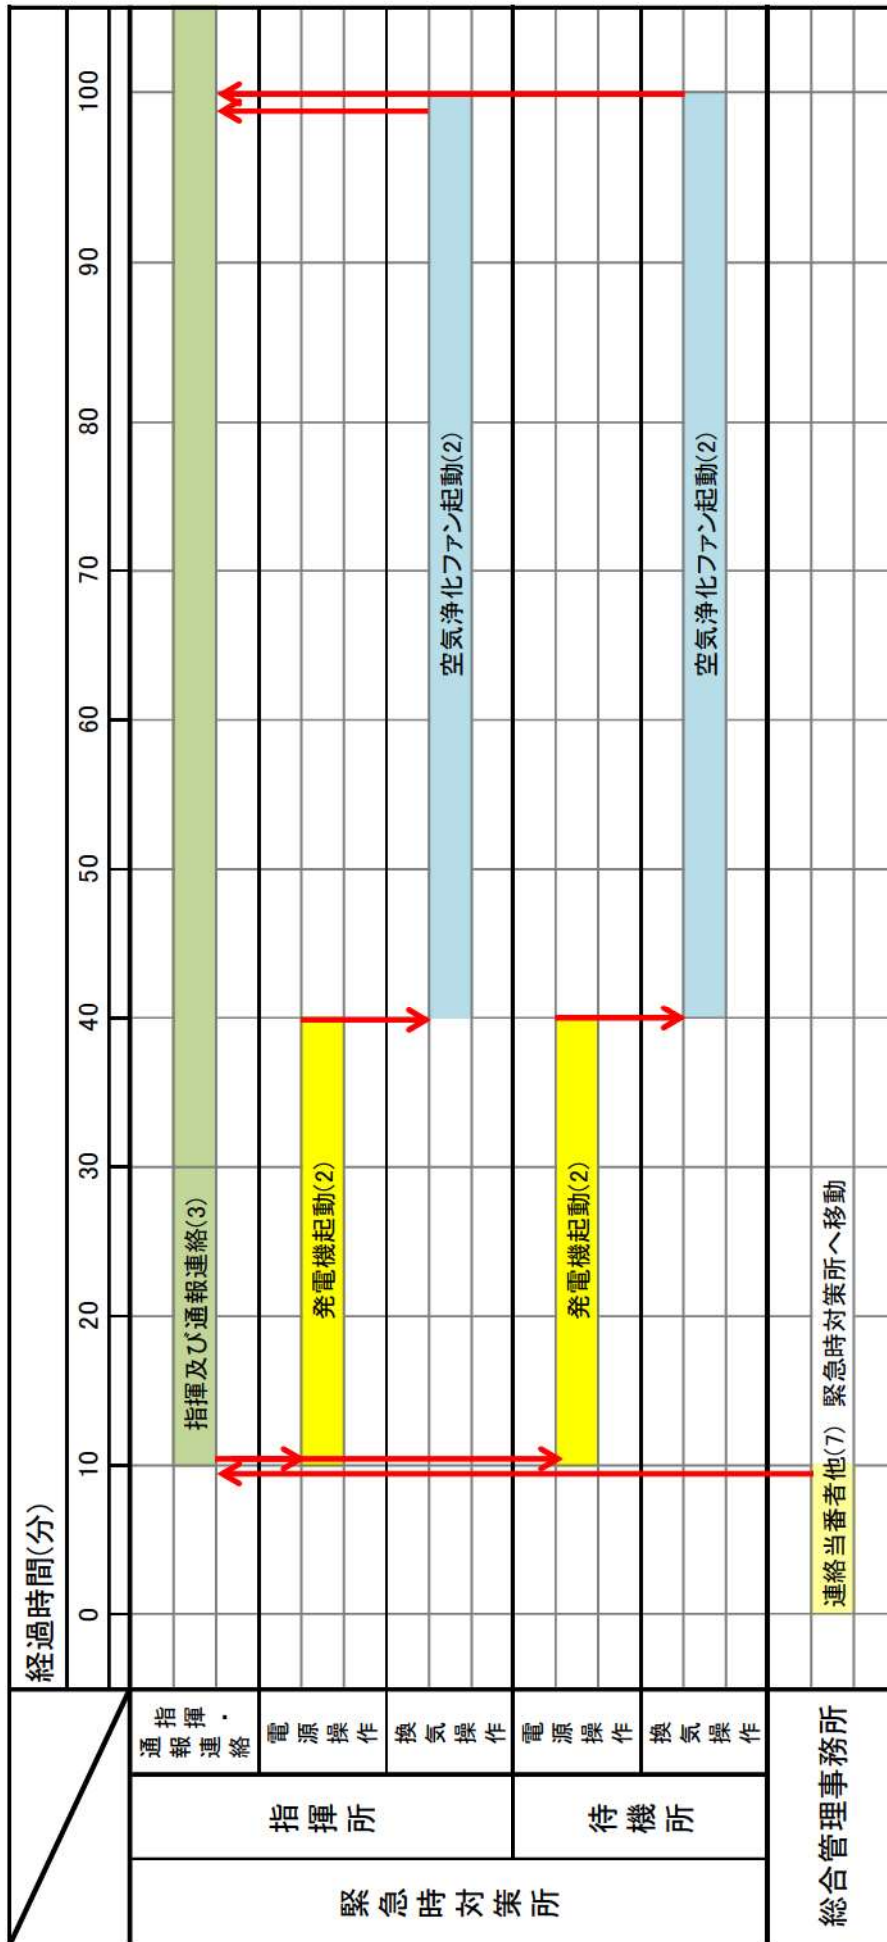 経過時間(分)
0 10 20 30 40 50 60 70 80 90 100
緊急時対策所
指揮所
指揮・
通報連絡
指揮及び通報連絡(3)
電源操作
発電機起動(2)
換気操作
空気浄化ファン起動(2)
待機所
電源操作
発電機起動(2)
換気操作
空気浄化ファン起動(2)
総合管理事務所
連絡当番者他(7) 緊急時対策所へ移動